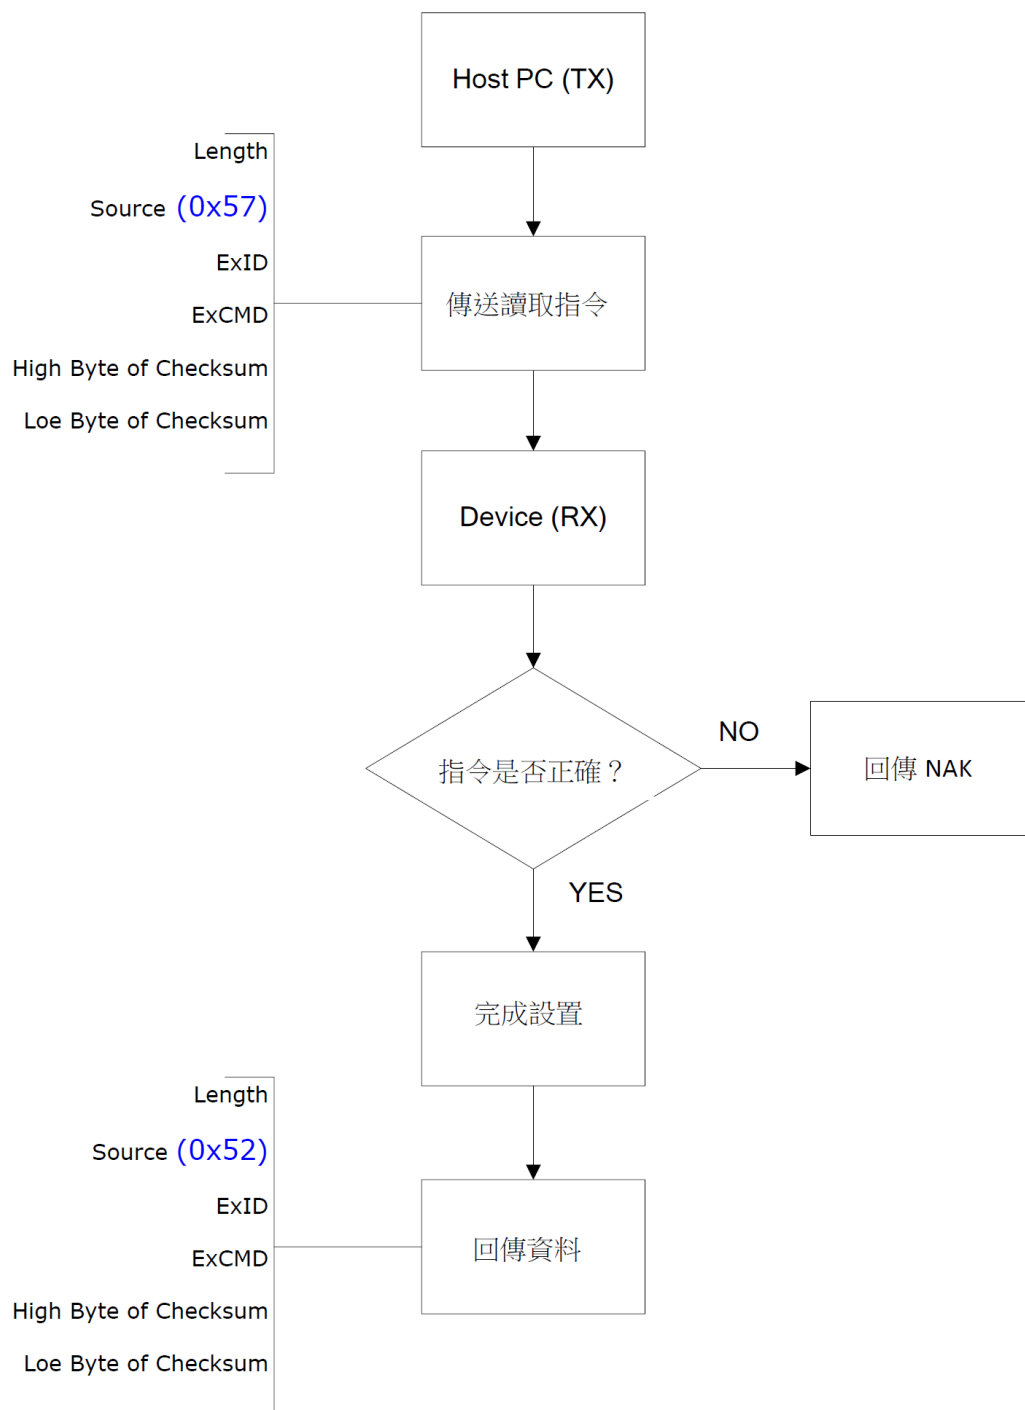 Host PC (TX)
Length
Source (0x57)
ExID
ExCMD
High Byte of Checksum
Loe Byte of Checksum
傳送讀取指令
Device (RX)
指令是否正確？
NO
回傳 NAK
YES
完成設置
Length
Source (0x52)
ExID
ExCMD
High Byte of Checksum
Loe Byte of Checksum
回傳資料